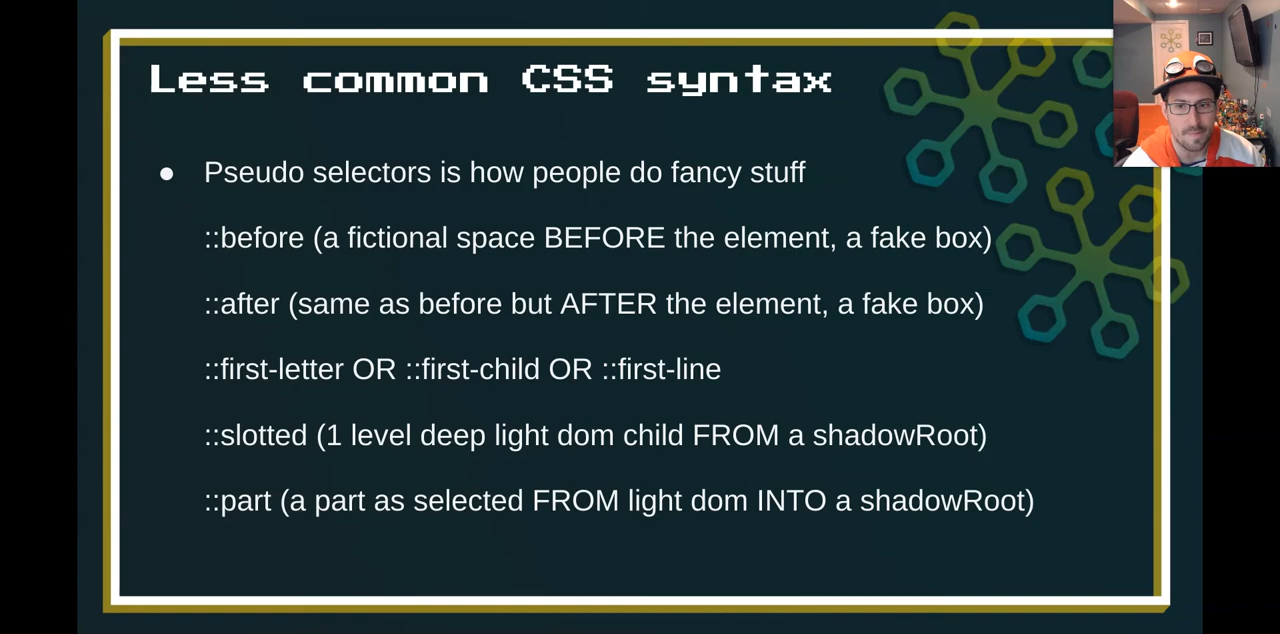 Less common CSS syntax
● Pseudo selectors is how people do fancy stuff
::before (a fictional space BEFORE the element, a fake box)
::after (same as before but AFTER the element, a fake box)
::first-letter OR ::first-child OR ::first-line
::slotted (1 level deep light dom child FROM a shadowRoot)
::part (a part as selected FROM light dom INTO a shadowRoot)